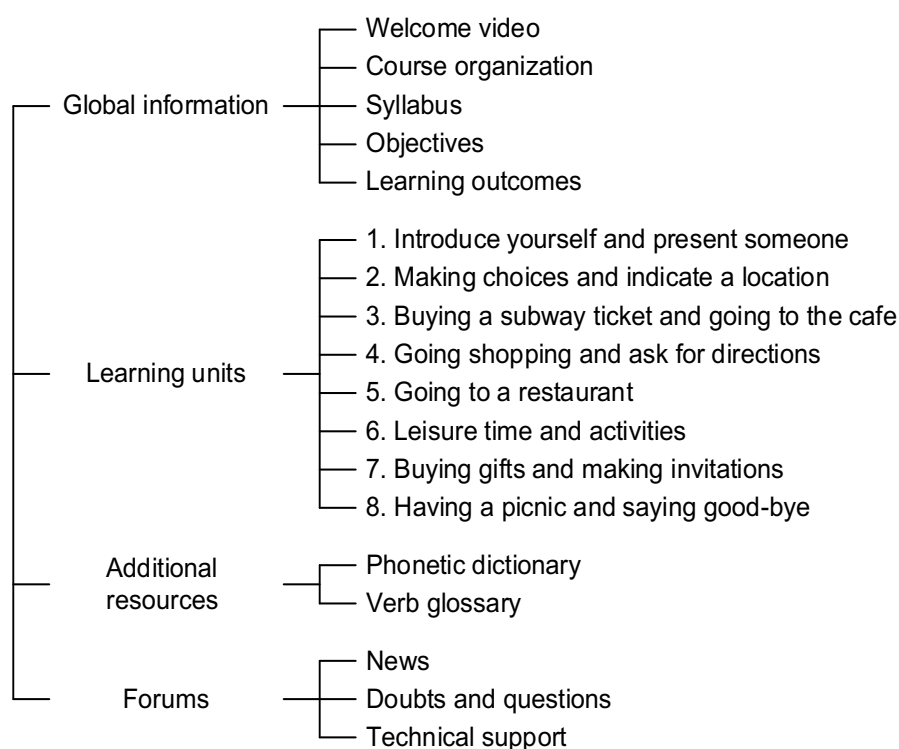 Global information
Welcome video
Course organization
Syllabus
Objectives
Learning outcomes
Learning units
1. Introduce yourself and present someone
2. Making choices and indicate a location
3. Buying a subway ticket and going to the cafe
4. Going shopping and ask for directions
5. Going to a restaurant
6. Leisure time and activities
7. Buying gifts and making invitations
8. Having a picnic and saying good-bye
Additional
resources
Phonetic dictionary
Verb glossary
Forums
News
Doubts and questions
Technical support